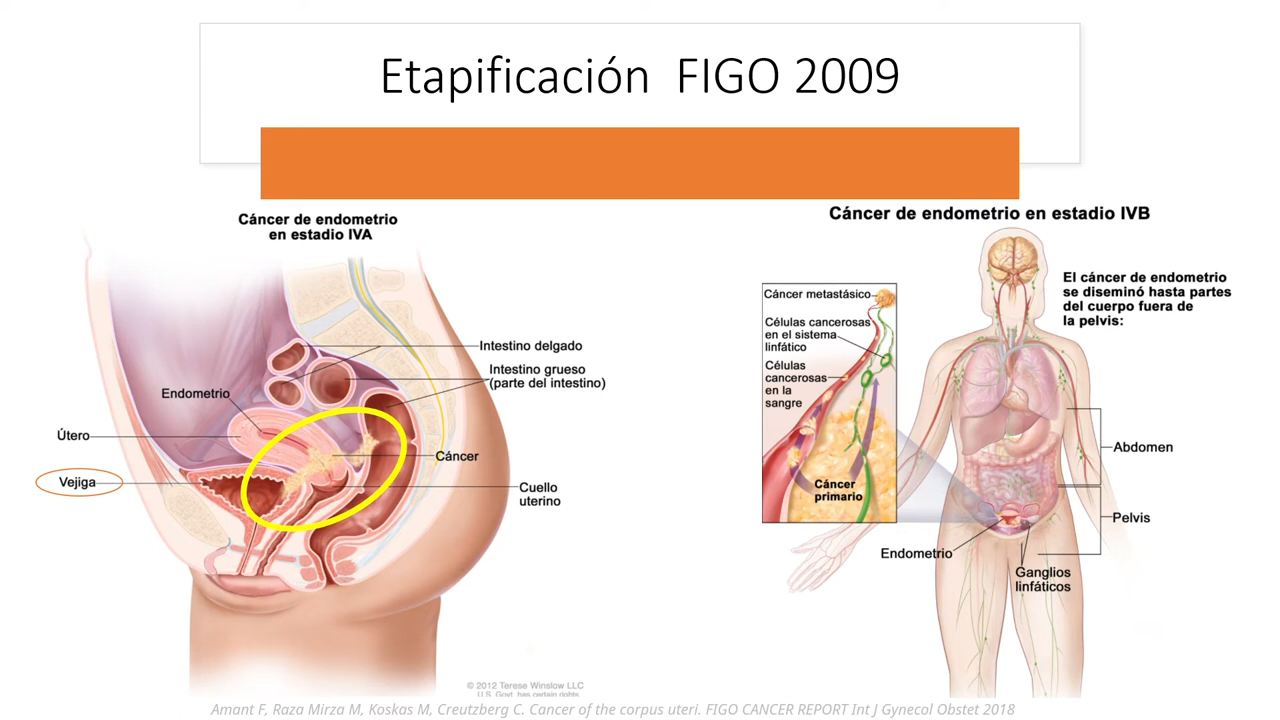 Etapificación FIGO 2009
Cáncer de endometrio
en estadio IVA
Intestino delgado
Intestino grueso
(parte del intestino)
Endometrio
Útero
Cáncer
Vejiga
Cuello
uterino
© 2012 Terese Winslow LLC
U.S. Govt. has certain rights
Cáncer de endometrio en estadio IVB
El cáncer de endometrio
se diseminó hasta partes
del cuerpo fuera de
la pelvis:
Cáncer metastásico
Células cancerosas
en el sistema
linfático
Células
cancerosas
en la
sangre
Cáncer
primario
Abdomen
Pelvis
Endometrio
Ganglios
linfáticos
Amant F, Raza Mirza M, Koskas M, Creutzberg C. Cancer of the corpus uteri. FIGO CANCER REPORT Int J Gynecol Obstet 2018